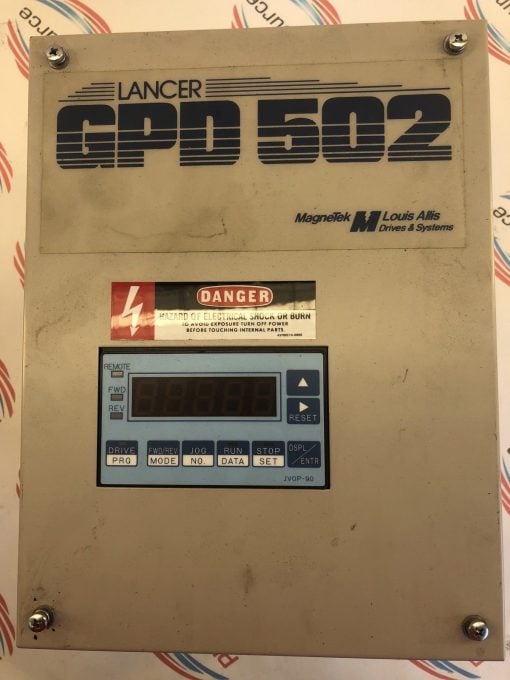 LANCER
GPD 502
MagneTek Louis Allis
Drives & Systems
DANGER
HAZARD OF ELECTRICAL SHOCK OR BURN
TO AVOID EXPOSURE TURN OFF POWER
BEFORE TOUCHING INTERNAL PARTS.
REMOTE
FWD
REV
RESET
DRIVE FWD/REV JOG RUN STOP DSPL
PRG MODE NO. DATA SET ENTR
JVOP-90